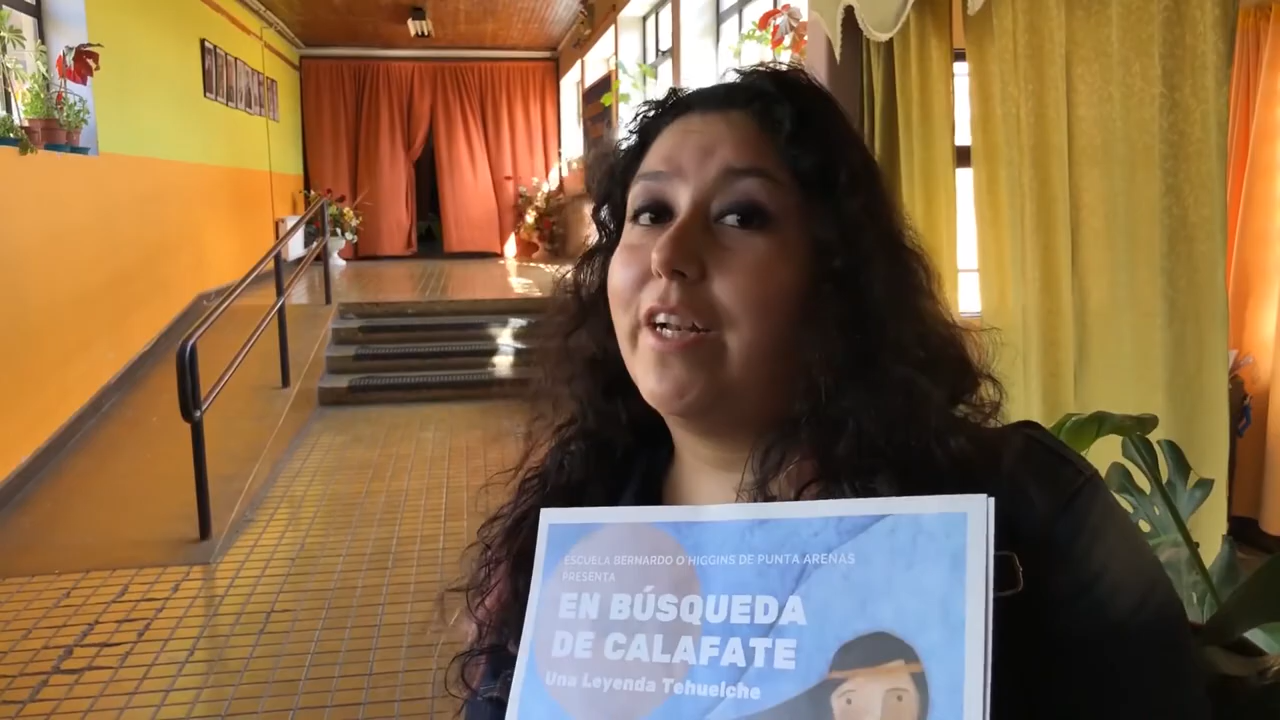 ESCUELA BERNARDO O'HIGGINS DE PUNTA ARENAS
PRESENTA
EN BÚSQUEDA
DE CALAFATE
Una Leyenda Tehuelche